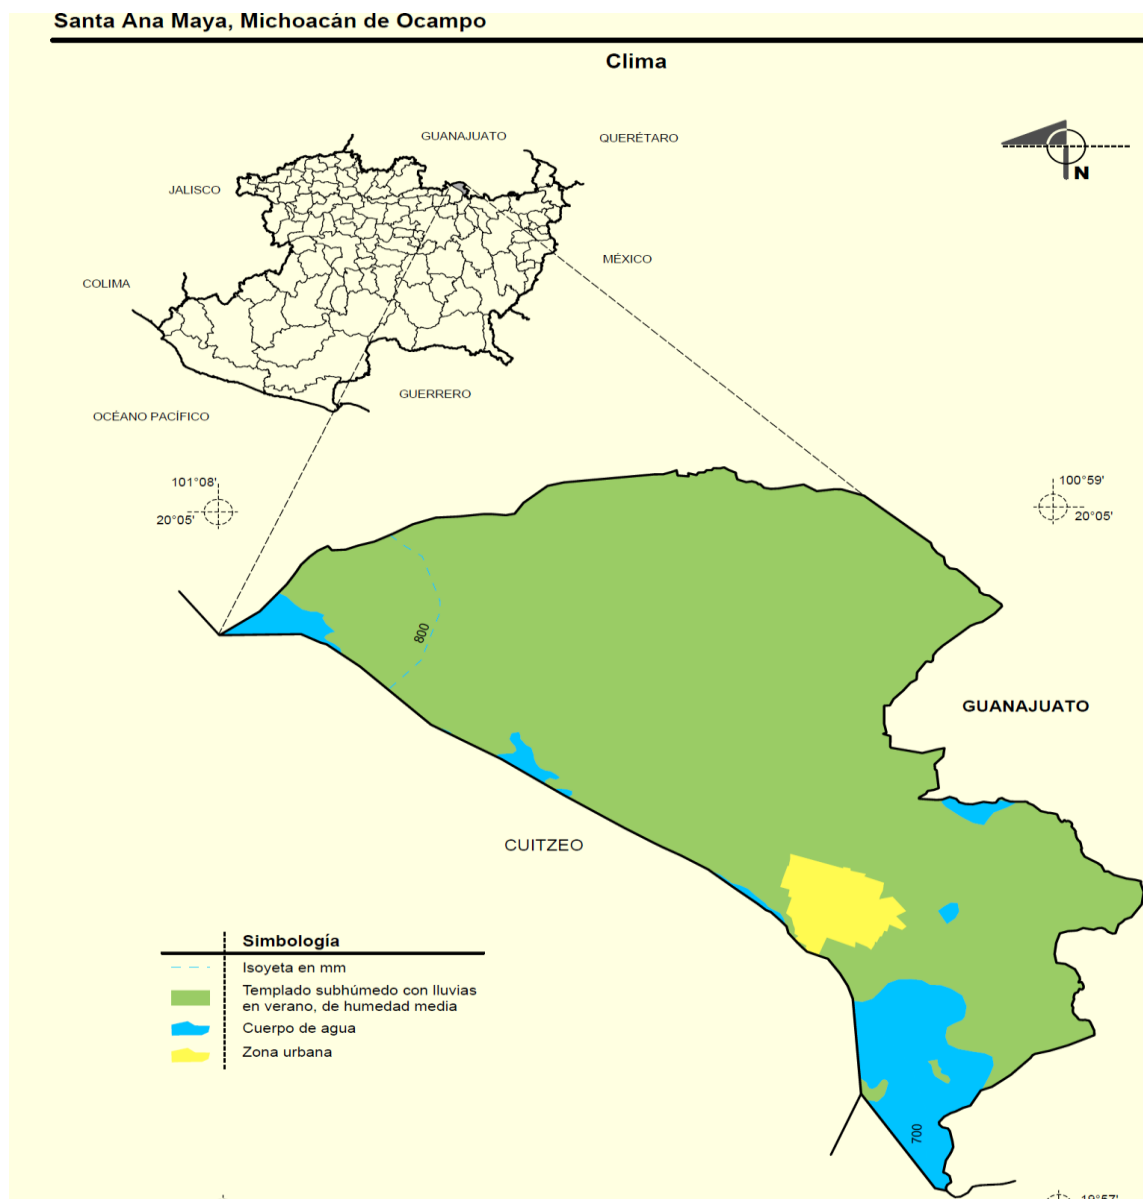 Santa Ana Maya, Michoacán de Ocampo
Clima
GUANAJUATO
QUERÉTARO
N
JALISCO
MÉXICO
COLIMA
GUERRERO
OCÉANO PACÍFICO
101°08'
20°05'
100°59'
20°05'
800
GUANAJUATO
CUITZEO
Simbología
Isoyeta en mm
Templado subhúmedo con lluvias
en verano, de humedad media
Cuerpo de agua
Zona urbana
700
19°57'